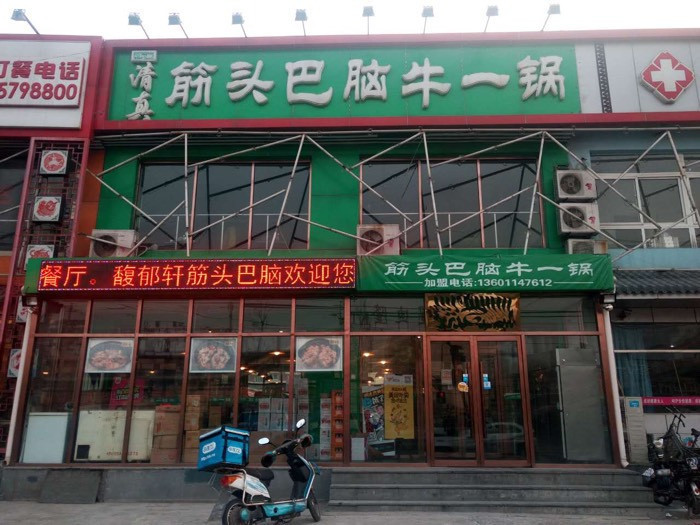 清真
筋头巴脑牛一锅
订餐电话
5798800
餐厅。馥郁轩筋头巴脑欢迎您
筋头巴脑牛一锅
加盟电话:13601147612